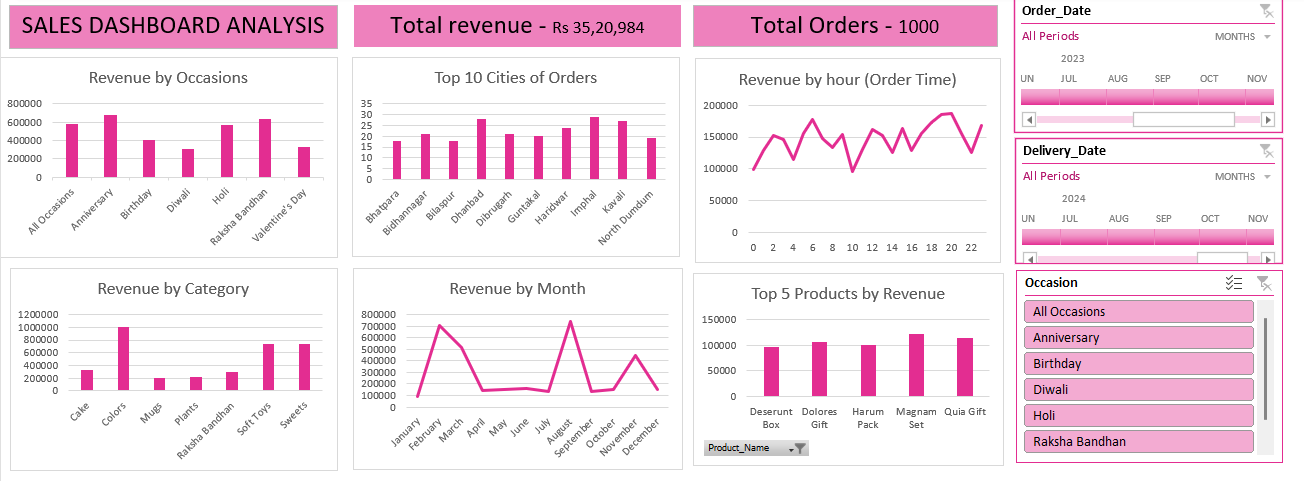 SALES DASHBOARD ANALYSIS
Total revenue - Rs 35,20,984
Total Orders - 1000
Revenue by Occasions
800000
600000
400000
200000
0
All Occasions
Anniversary
Birthday
Diwali
Holi
Raksha Bandhan
Valentine's Day
Top 10 Cities of Orders
35
30
25
20
15
10
5
0
Bhatpara
Bidhannagar
Bilaspur
Dhanbad
Dibrugarh
Guntakal
Haridwar
Imphal
Kavali
North Dumdum
Revenue by hour (Order Time)
200000
150000
100000
50000
0
0 2 4 6 8 10 12 14 16 18 20 22
Order_Date
All Periods MONTHS
2023
UN JUL AUG SEP OCT NOV
Delivery_Date
All Periods MONTHS
2024
UN JUL AUG SEP OCT NOV
Revenue by Category
1200000
1000000
800000
600000
400000
200000
0
Cake
Colors
Mugs
Plants
Raksha Bandhan
Soft Toys
Sweets
Revenue by Month
800000
700000
600000
500000
400000
300000
200000
100000
0
January
February
March
April
May
June
July
August
September
October
November
December
Top 5 Products by Revenue
150000
100000
50000
0
Deserunt
Box
Dolores
Gift
Harum
Pack
Magnam
Set
Quia Gift
Product_Name
Occasion
All Occasions
Anniversary
Birthday
Diwali
Holi
Raksha Bandhan